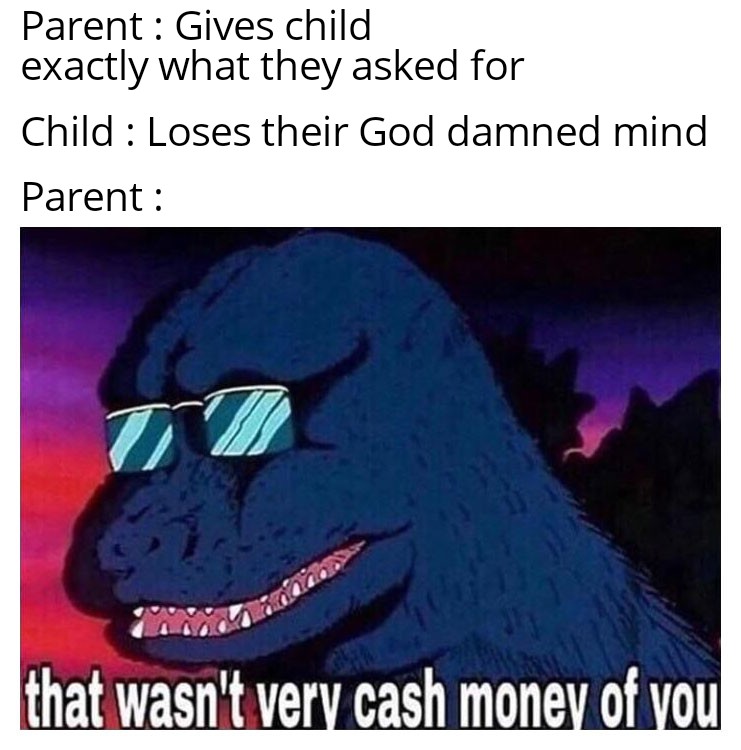 Parent : Gives child
exactly what they asked for
Child : Loses their God damned mind
Parent :
that wasn't very cash money of you